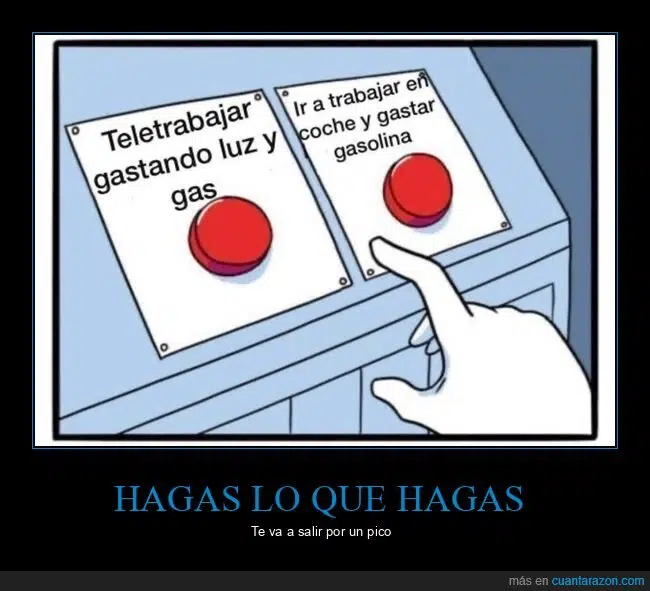 Teletrabajar
gastando luz y
gas
Ir a trabajar en
coche y gastar
gasolina
HAGAS LO QUE HAGAS
Te va a salir por un pico
más en cuantarazon.com